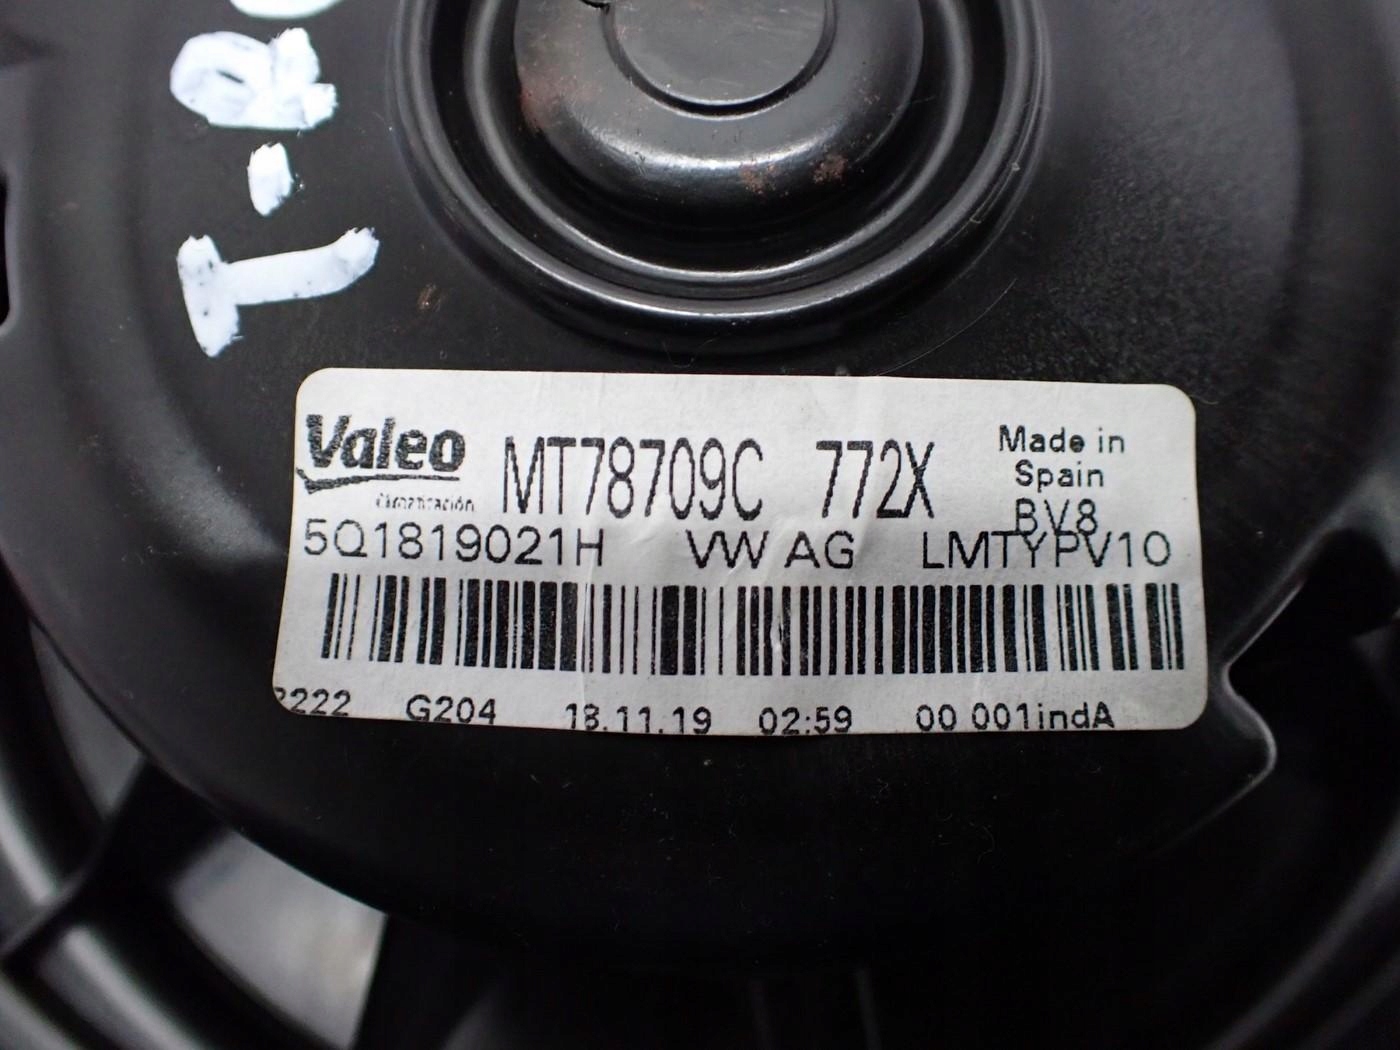 Valeo
Climatización
MT78709C 772X
Made in
Spain
BV8
5Q1819021H VW AG LMTYPV10
2222 G204 18.11.19 02:59 00 001indA